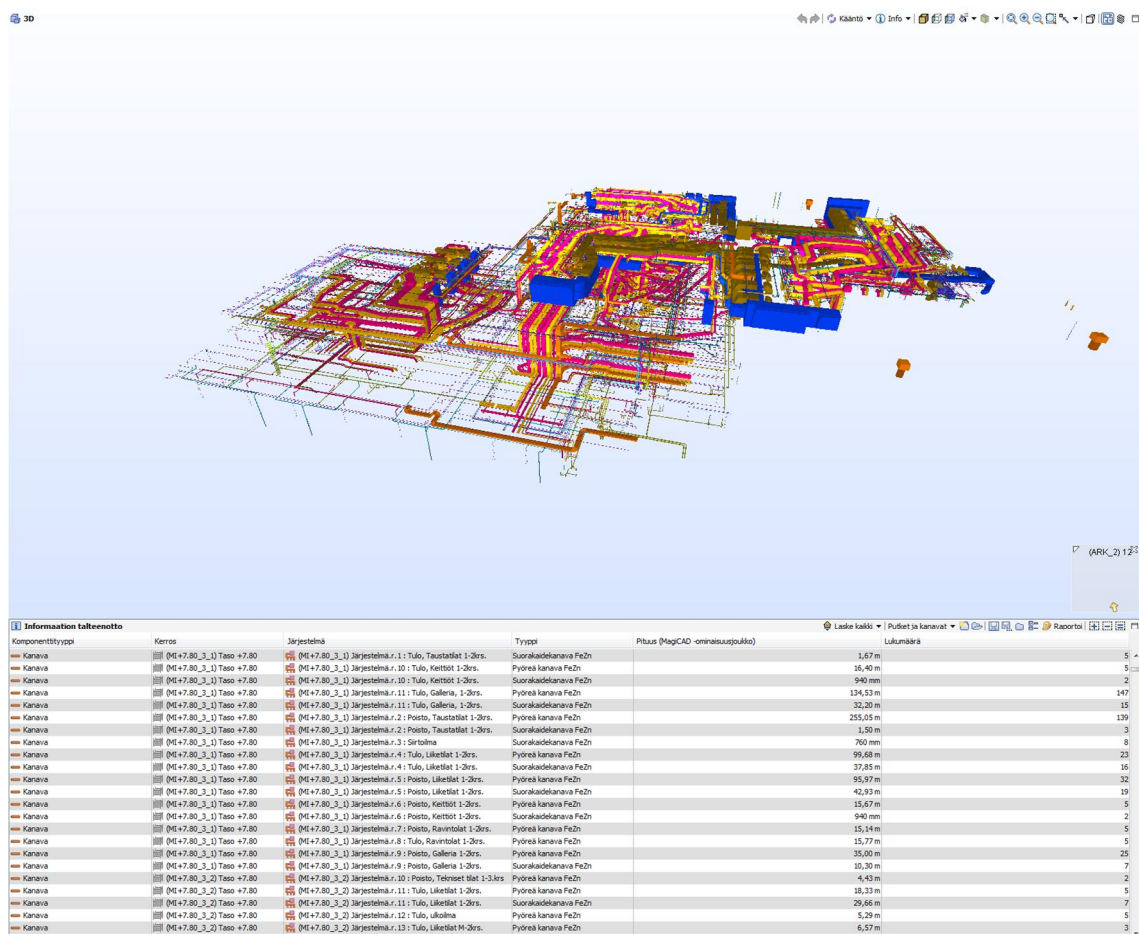 3D Kääntö Info
(ARK_2) 12
Informaation talteenotto Laske kaikki Putket ja kanavat Raportoi
Komponenttityyppi Kerros Järjestelmä Tyyppi Pituus (MagiCAD -ominaisuusjoukko) Lukumäärä
Kanava (MI+7.80_3_1) Taso +7.80 (MI+7.80_3_1) Järjestelmä.r.1 : Tulo, Taustatilat 1-2krs. Suorakaidekanava FeZn 1,67 m 5
Kanava (MI+7.80_3_1) Taso +7.80 (MI+7.80_3_1) Järjestelmä.r.10 : Tulo, Keittiöt 1-2krs. Pyöreä kanava FeZn 16,40 m 5
Kanava (MI+7.80_3_1) Taso +7.80 (MI+7.80_3_1) Järjestelmä.r.10 : Tulo, Keittiöt 1-2krs. Suorakaidekanava FeZn 940 mm 2
Kanava (MI+7.80_3_1) Taso +7.80 (MI+7.80_3_1) Järjestelmä.r.11 : Tulo, Galleria, 1-2krs. Pyöreä kanava FeZn 134,53 m 147
Kanava (MI+7.80_3_1) Taso +7.80 (MI+7.80_3_1) Järjestelmä.r.11 : Tulo, Galleria, 1-2krs. Suorakaidekanava FeZn 32,20 m 15
Kanava (MI+7.80_3_1) Taso +7.80 (MI+7.80_3_1) Järjestelmä.r.2 : Poisto, Taustatilat 1-2krs. Pyöreä kanava FeZn 255,05 m 139
Kanava (MI+7.80_3_1) Taso +7.80 (MI+7.80_3_1) Järjestelmä.r.2 : Poisto, Taustatilat 1-2krs. Suorakaidekanava FeZn 1,50 m 3
Kanava (MI+7.80_3_1) Taso +7.80 (MI+7.80_3_1) Järjestelmä.r.3 : Siirtoilma Suorakaidekanava FeZn 760 mm 8
Kanava (MI+7.80_3_1) Taso +7.80 (MI+7.80_3_1) Järjestelmä.r.4 : Tulo, Liiketilat 1-2krs. Pyöreä kanava FeZn 99,68 m 23
Kanava (MI+7.80_3_1) Taso +7.80 (MI+7.80_3_1) Järjestelmä.r.4 : Tulo, Liiketilat 1-2krs. Suorakaidekanava FeZn 37,85 m 16
Kanava (MI+7.80_3_1) Taso +7.80 (MI+7.80_3_1) Järjestelmä.r.5 : Poisto, Liiketilat 1-2krs. Pyöreä kanava FeZn 95,97 m 32
Kanava (MI+7.80_3_1) Taso +7.80 (MI+7.80_3_1) Järjestelmä.r.5 : Poisto, Liiketilat 1-2krs. Suorakaidekanava FeZn 42,93 m 19
Kanava (MI+7.80_3_1) Taso +7.80 (MI+7.80_3_1) Järjestelmä.r.6 : Poisto, Keittiöt 1-2krs. Pyöreä kanava FeZn 15,67 m 5
Kanava (MI+7.80_3_1) Taso +7.80 (MI+7.80_3_1) Järjestelmä.r.6 : Poisto, Keittiöt 1-2krs. Suorakaidekanava FeZn 940 mm 2
Kanava (MI+7.80_3_1) Taso +7.80 (MI+7.80_3_1) Järjestelmä.r.7 : Poisto, Ravintolat 1-2krs. Pyöreä kanava FeZn 15,14 m 5
Kanava (MI+7.80_3_1) Taso +7.80 (MI+7.80_3_1) Järjestelmä.r.8 : Tulo, Ravintolat 1-2krs. Pyöreä kanava FeZn 15,77 m 5
Kanava (MI+7.80_3_1) Taso +7.80 (MI+7.80_3_1) Järjestelmä.r.9 : Poisto, Galleria 1-2krs. Pyöreä kanava FeZn 35,00 m 25
Kanava (MI+7.80_3_1) Taso +7.80 (MI+7.80_3_1) Järjestelmä.r.9 : Poisto, Galleria 1-2krs. Suorakaidekanava FeZn 10,30 m 7
Kanava (MI+7.80_3_2) Taso +7.80 (MI+7.80_3_2) Järjestelmä.r.10 : Poisto, Tekniset tilat 1-3.krs Pyöreä kanava FeZn 4,43 m 2
Kanava (MI+7.80_3_2) Taso +7.80 (MI+7.80_3_2) Järjestelmä.r.11 : Tulo, Liiketilat 1-2krs. Pyöreä kanava FeZn 18,33 m 5
Kanava (MI+7.80_3_2) Taso +7.80 (MI+7.80_3_2) Järjestelmä.r.11 : Tulo, Liiketilat 1-2krs. Suorakaidekanava FeZn 29,66 m 7
Kanava (MI+7.80_3_2) Taso +7.80 (MI+7.80_3_2) Järjestelmä.r.12 : Tulo, ulkoilma Pyöreä kanava FeZn 5,29 m 5
Kanava (MI+7.80_3_2) Taso +7.80 (MI+7.80_3_2) Järjestelmä.r.13 : Tulo, Liiketilat M-2krs. Pyöreä kanava FeZn 6,57 m 3